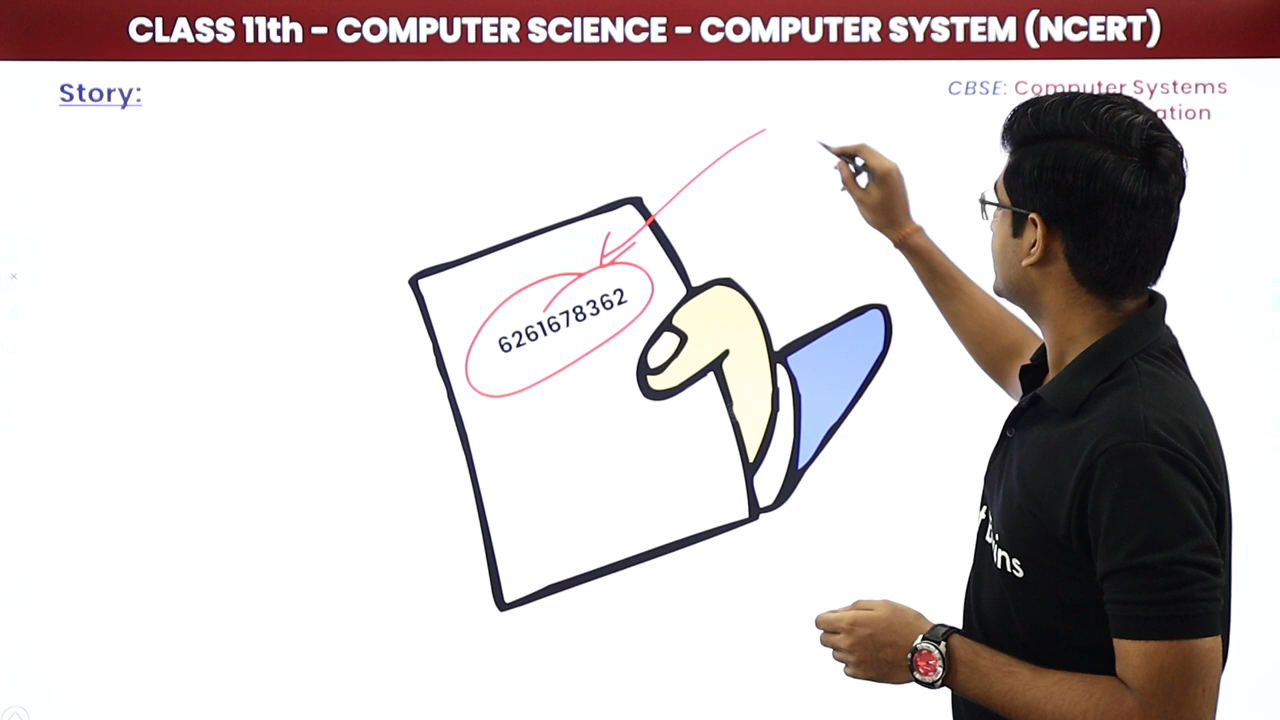 CLASS 11th - COMPUTER SCIENCE - COMPUTER SYSTEM (NCERT)
Story:
CBSE: Computer Systems
6261678362